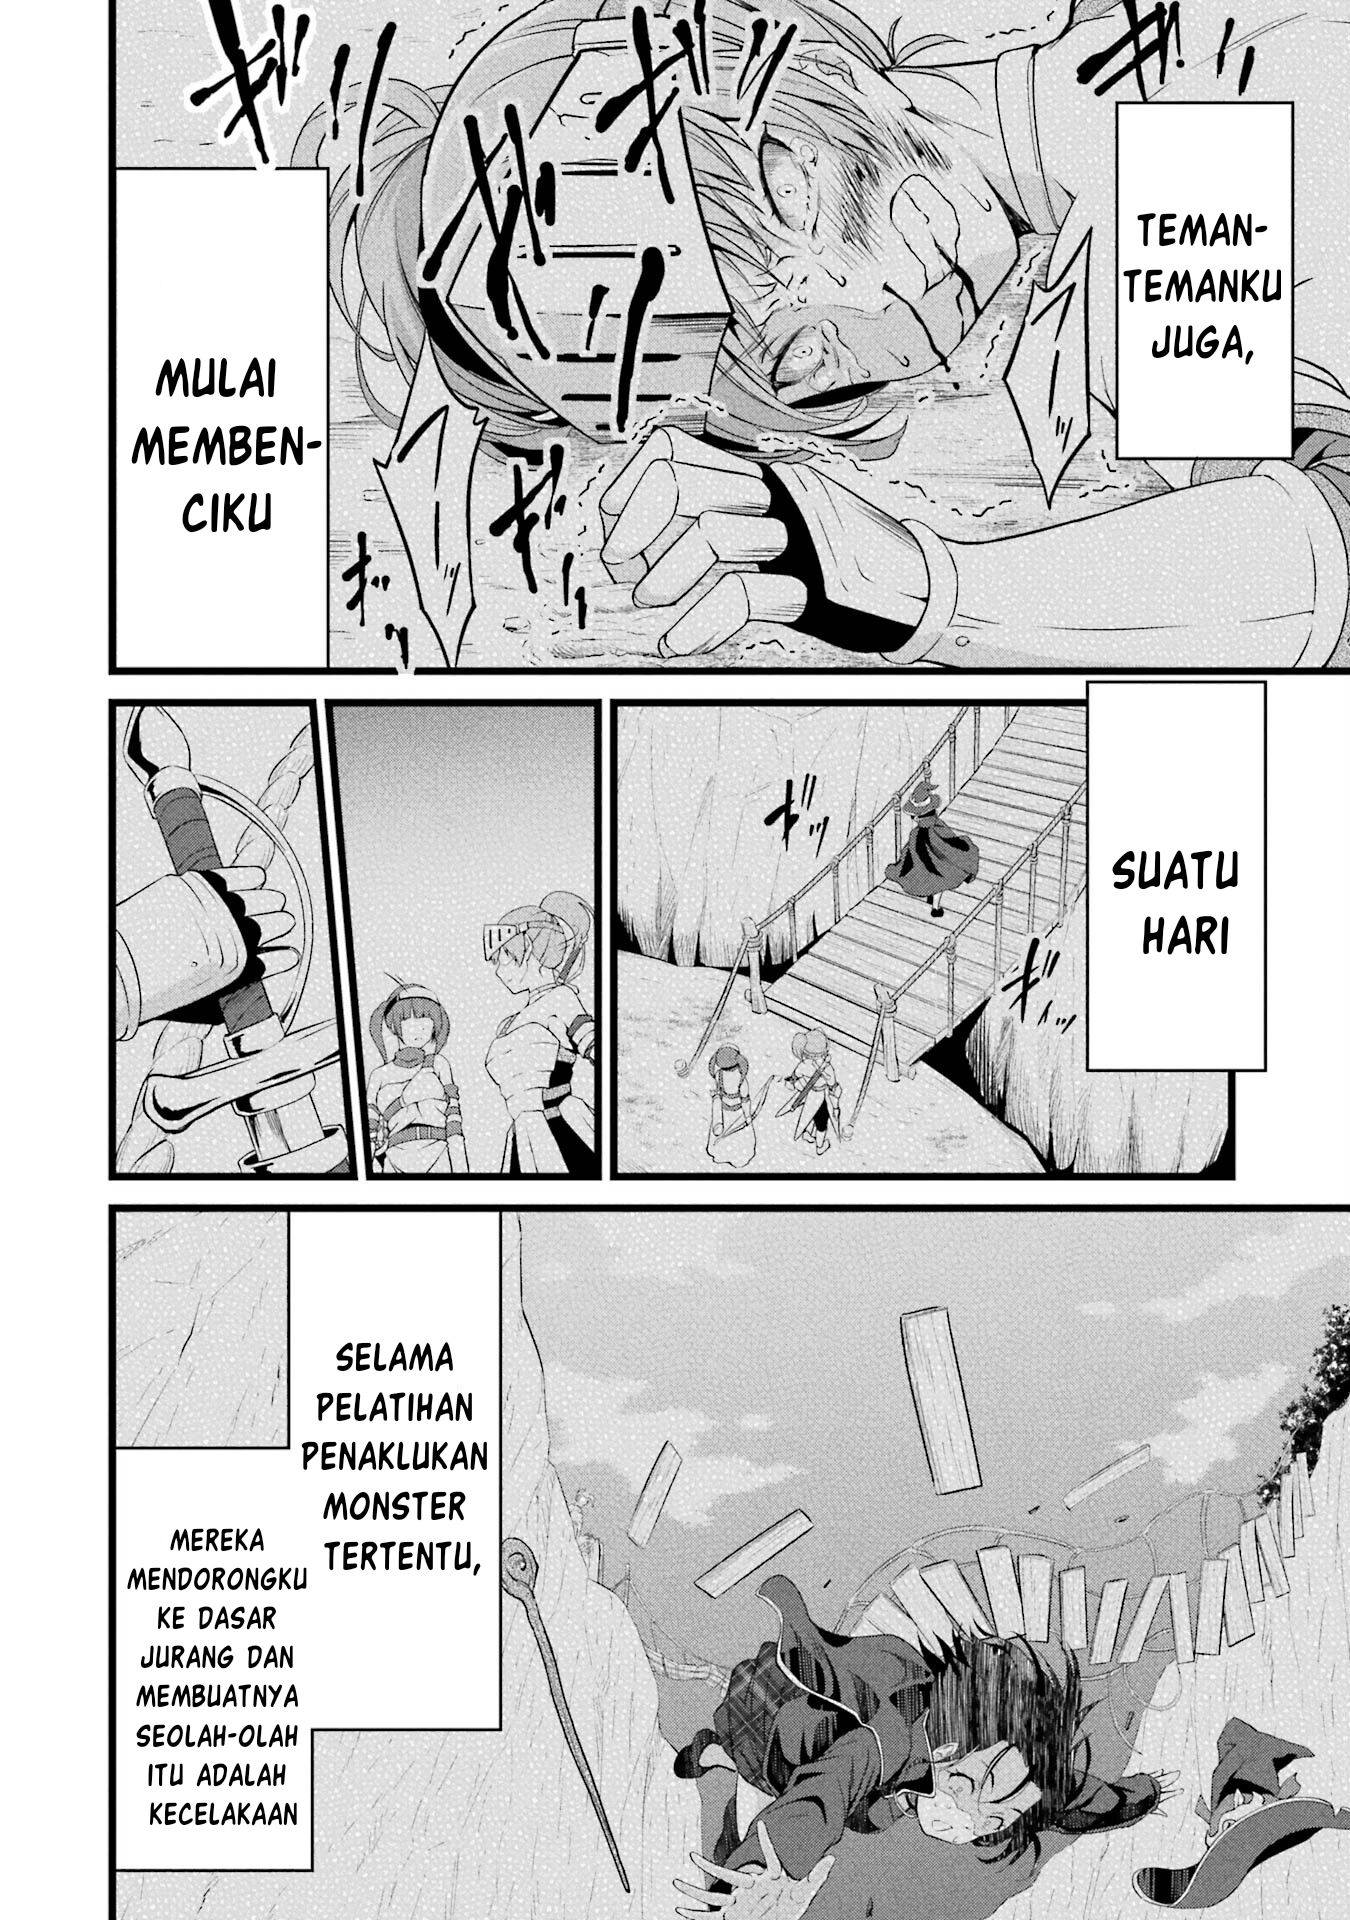 TEMAN-
TEMANKU
JUGA,
MULAI
MEMBEN-
CIKU
SUATU
HARI
SELAMA
PELATIHAN
PENAKLUKAN
MONSTER
TERTENTU,
MEREKA
MENDORONGKU
KE DASAR
JURANG DAN
MEMBUATNYA
SEOLAH-OLAH
ITU ADALAH
KECELAKAAN